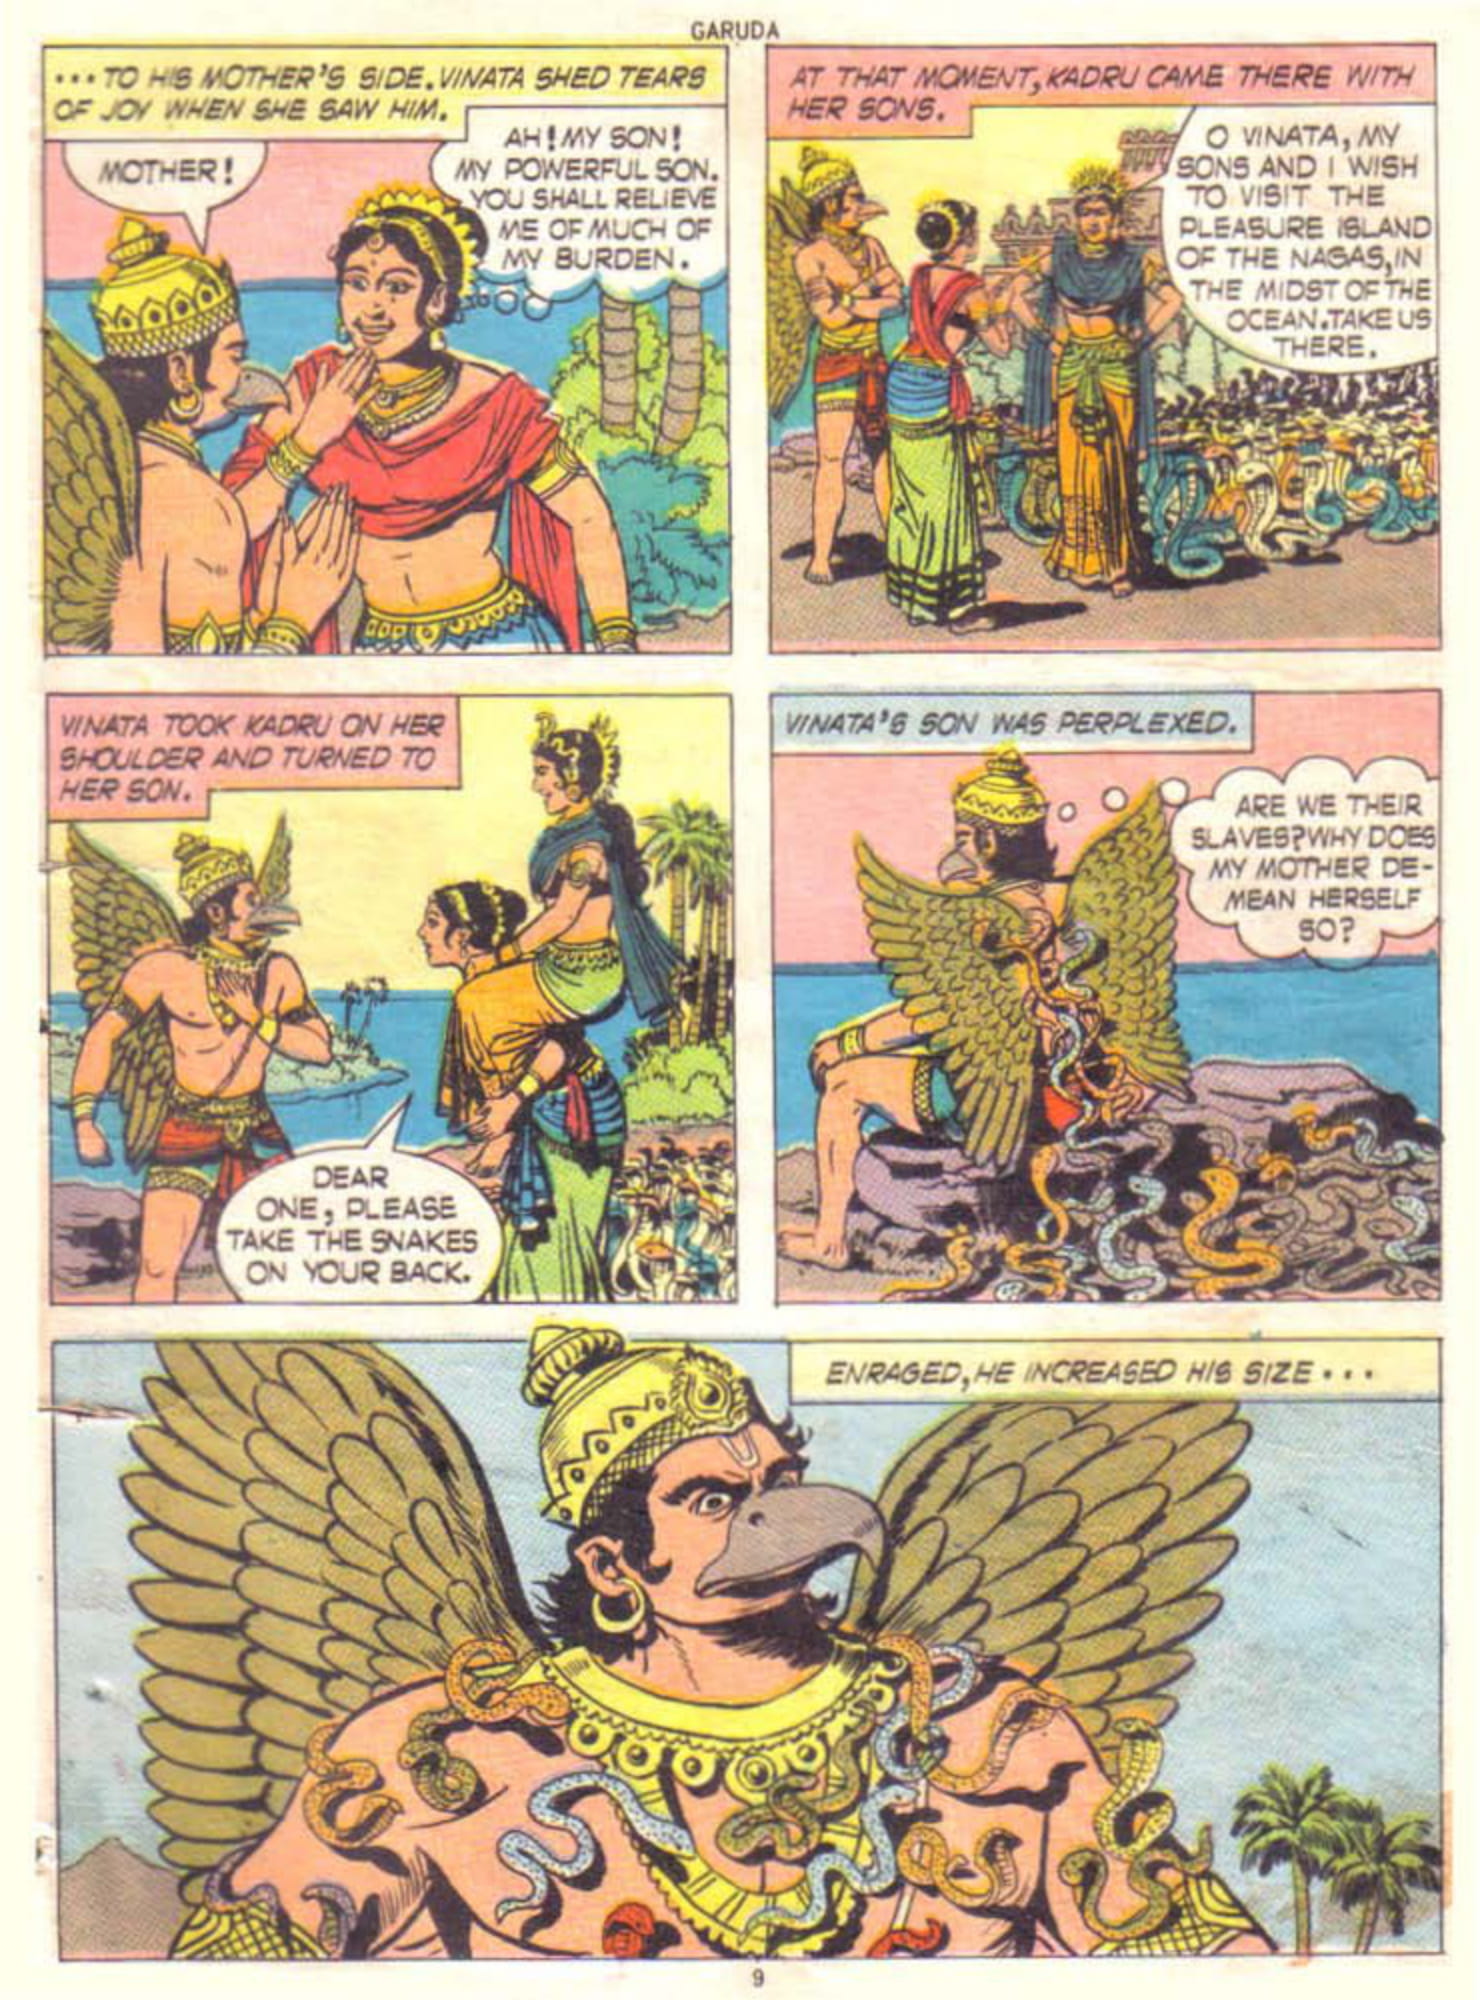 GARUDA
... TO HIS MOTHER'S SIDE. VINATA SHED TEARS
OF JOY WHEN SHE SAW HIM.
MOTHER!
AH! MY SON!
MY POWERFUL SON.
YOU SHALL RELIEVE
ME OF MUCH OF
MY BURDEN.
AT THAT MOMENT, KADRU CAME THERE WITH
HER SONS.
O VINATA, MY
SONS AND I WISH
TO VISIT THE
PLEASURE ISLAND
OF THE NAGAS, IN
THE MIDST OF THE
OCEAN. TAKE US
THERE.
VINATA TOOK KADRU ON HER
SHOULDER AND TURNED TO
HER SON.
DEAR
ONE, PLEASE
TAKE THE SNAKES
ON YOUR BACK.
VINATA'S SON WAS PERPLEXED.
ARE WE THEIR
SLAVES? WHY DOES
MY MOTHER DE-
MEAN HERSELF
SO?
ENRAGED, HE INCREASED HIS SIZE ...
9